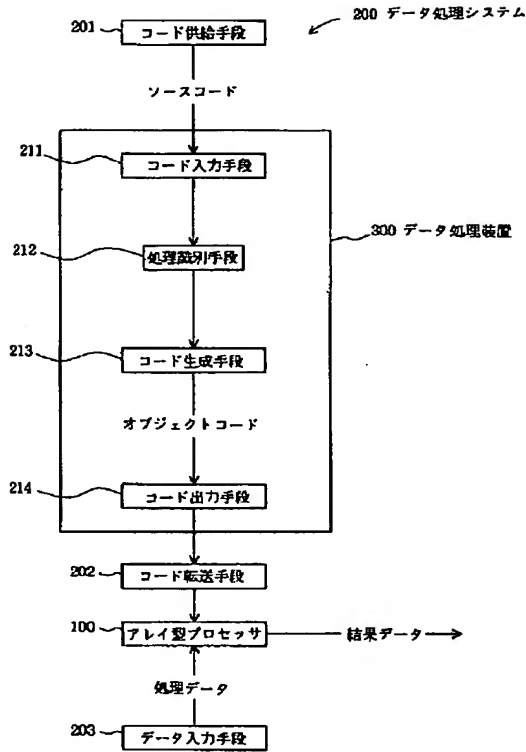 200 データ処理システム
201 コード供給手段
ソースコード
211 コード入力手段
300 データ処理装置
212 処理識別手段
213 コード生成手段
オブジェクトコード
214 コード出力手段
202 コード転送手段
100 アレイ型プロセッサ 結果データ
処理データ
203 データ入力手段